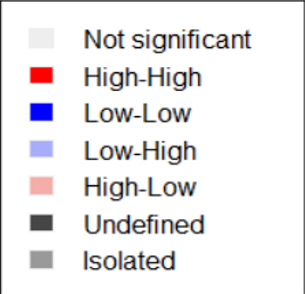 Not significant
High-High
Low-Low
Low-High
High-Low
Undefined
Isolated